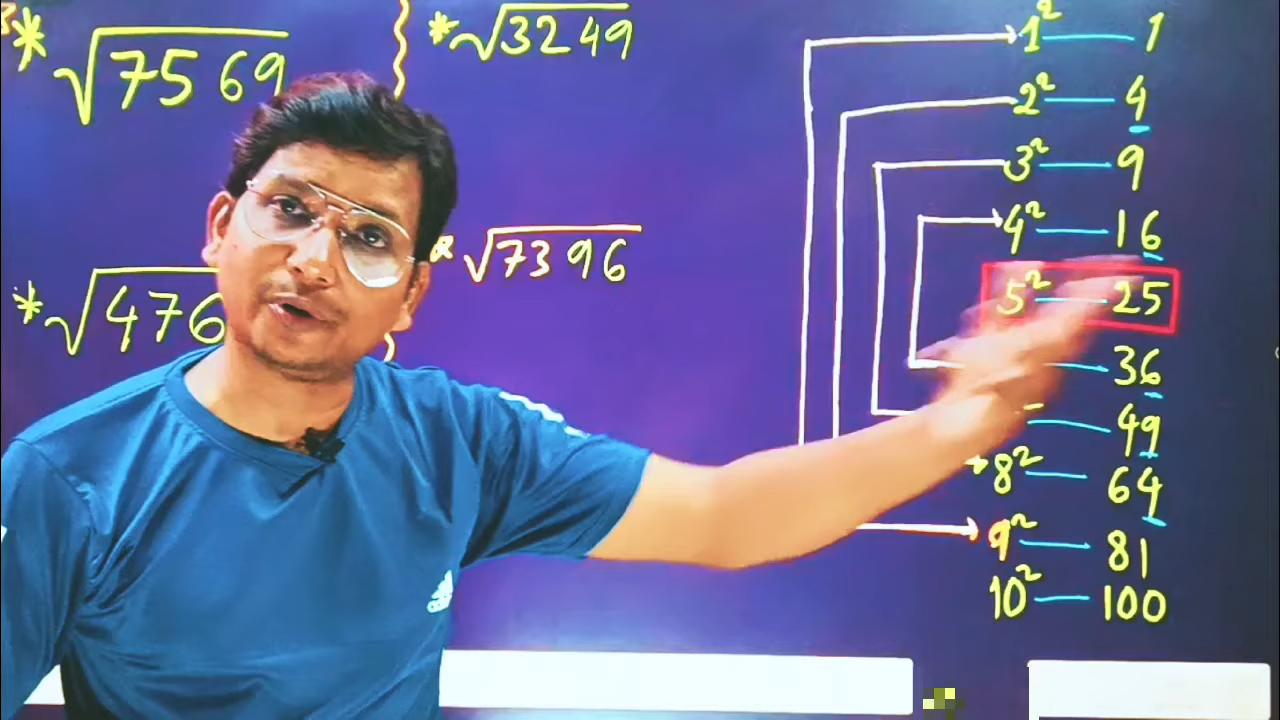 *√7569
*√3249
*√476
*√7396
1² — 1
2² — 4
3² — 9
4² — 16
5² — 25
— 36
— 49
8² — 64
9² — 81
10² — 100